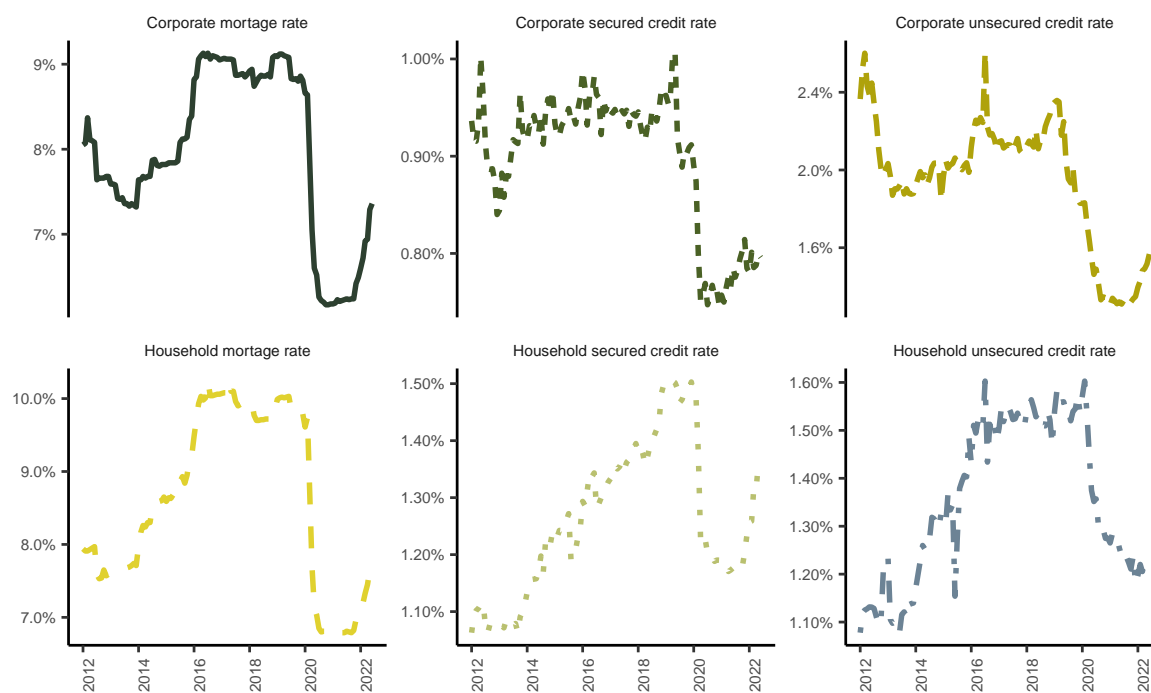 Corporate mortage rate
Corporate secured credit rate
Corporate unsecured credit rate
9%
8%
7%
1.00%
0.90%
0.80%
2.4%
2.0%
1.6%
Household mortage rate
Household secured credit rate
Household unsecured credit rate
10.0%
9.0%
8.0%
7.0%
1.50%
1.40%
1.30%
1.20%
1.10%
1.60%
1.50%
1.40%
1.30%
1.20%
1.10%
2012 2014 2016 2018 2020 2022
2012 2014 2016 2018 2020 2022
2012 2014 2016 2018 2020 2022